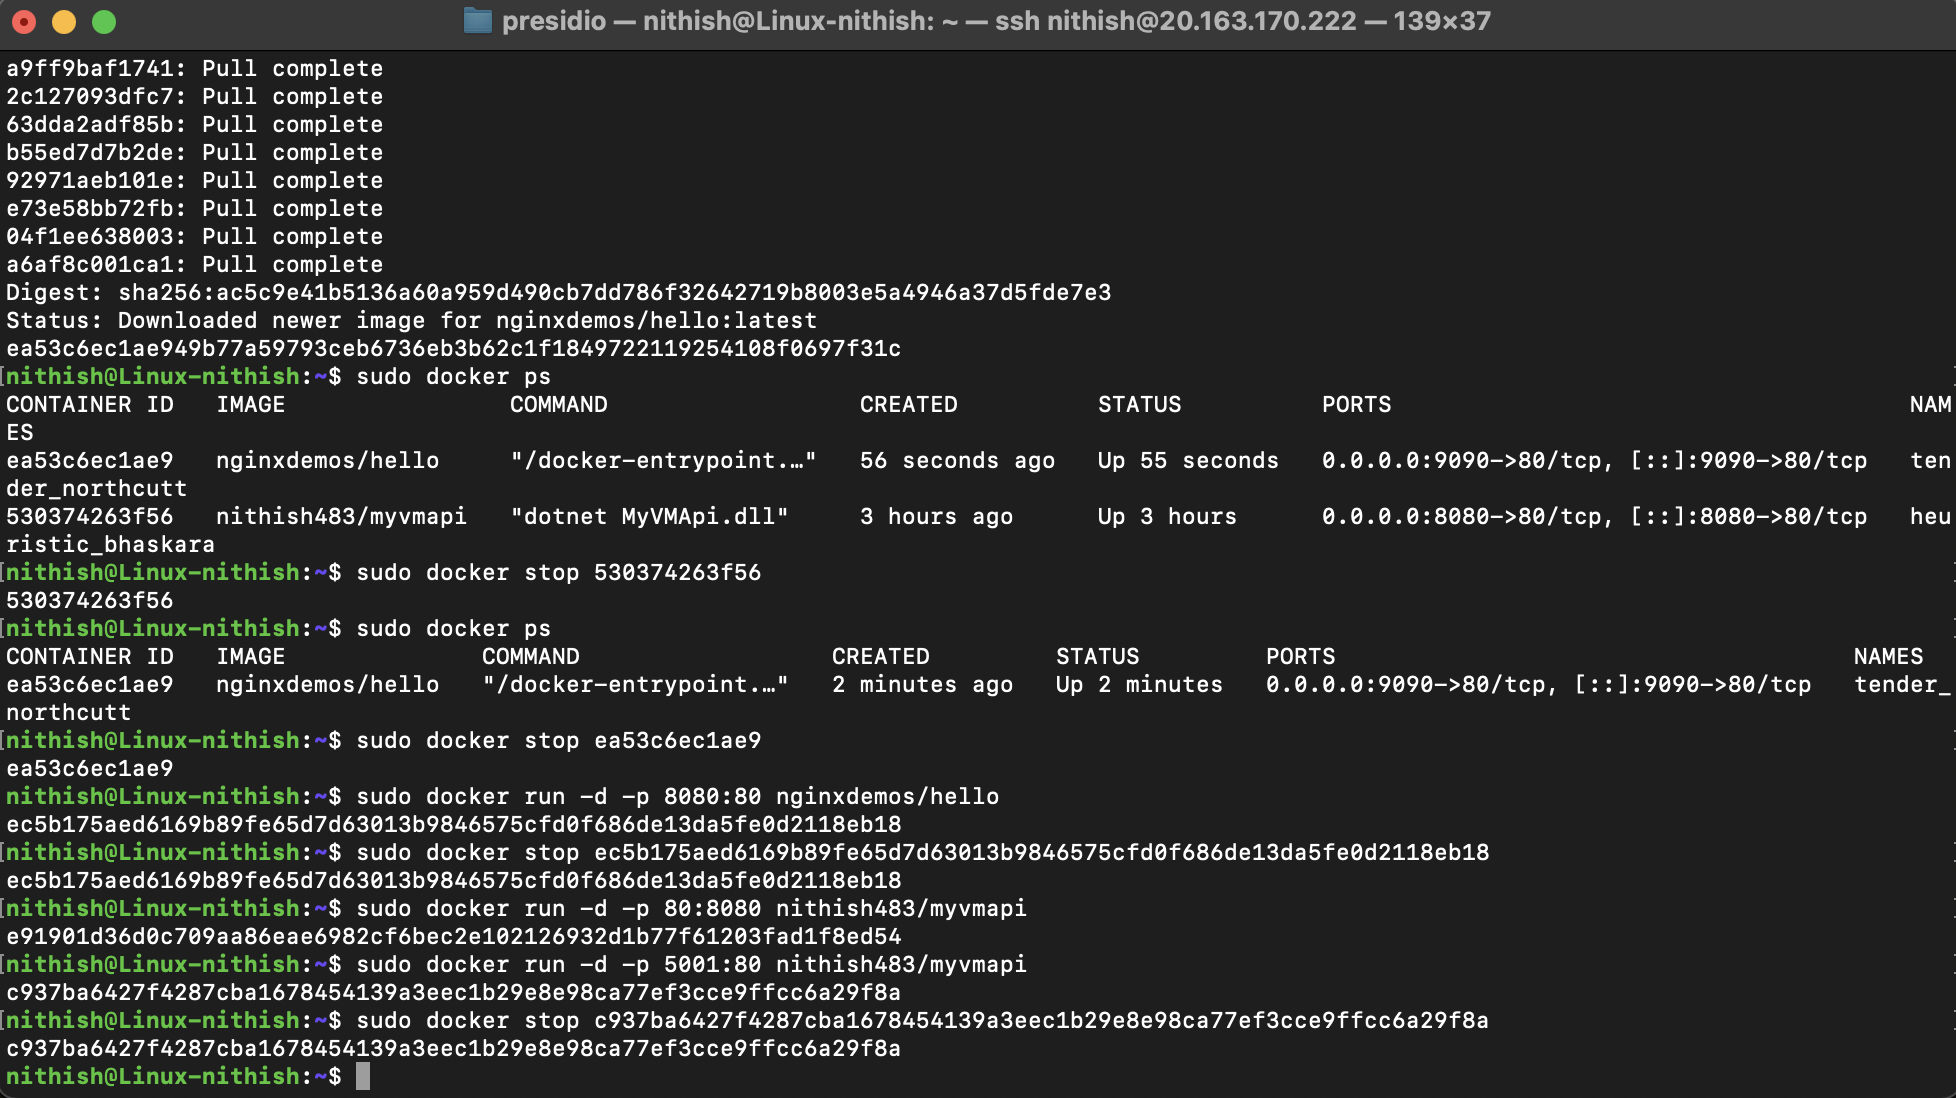 presidio — nithish@Linux-nithish: ~ — ssh nithish@20.163.170.222 — 139×37
a9ff9baf1741: Pull complete
2c127093dfc7: Pull complete
63dda2adf85b: Pull complete
b55ed7d7b2de: Pull complete
92971aeb101e: Pull complete
e73e58bb72fb: Pull complete
04f1ee638003: Pull complete
a6af8c001ca1: Pull complete
Digest: sha256:ac5c9e41b5136a60a959d490cb7dd786f32642719b8003e5a4946a37d5fde7e3
Status: Downloaded newer image for nginxdemos/hello:latest
ea53c6ec1ae949b77a59793ceb6736eb3b62c1f1849722119254108f0697f31c
nithish@Linux-nithish:~$ sudo docker ps
CONTAINER ID   IMAGE                COMMAND                  CREATED          STATUS          PORTS                                     NAM
ES
ea53c6ec1ae9   nginxdemos/hello     "/docker-entrypoint.…"   56 seconds ago   Up 55 seconds   0.0.0.0:9090->80/tcp, [::]:9090->80/tcp   ten
der_northcutt
530374263f56   nithish483/myvmapi   "dotnet MyVMApi.dll"     3 hours ago      Up 3 hours      0.0.0.0:8080->80/tcp, [::]:8080->80/tcp   heu
ristic_bhaskara
nithish@Linux-nithish:~$ sudo docker stop 530374263f56
530374263f56
nithish@Linux-nithish:~$ sudo docker ps
CONTAINER ID   IMAGE              COMMAND                  CREATED         STATUS         PORTS                                     NAMES
ea53c6ec1ae9   nginxdemos/hello   "/docker-entrypoint.…"   2 minutes ago   Up 2 minutes   0.0.0.0:9090->80/tcp, [::]:9090->80/tcp   tender_
northcutt
nithish@Linux-nithish:~$ sudo docker stop ea53c6ec1ae9
ea53c6ec1ae9
nithish@Linux-nithish:~$ sudo docker run -d -p 8080:80 nginxdemos/hello
ec5b175aed6169b89fe65d7d63013b9846575cfd0f686de13da5fe0d2118eb18
nithish@Linux-nithish:~$ sudo docker stop ec5b175aed6169b89fe65d7d63013b9846575cfd0f686de13da5fe0d2118eb18
ec5b175aed6169b89fe65d7d63013b9846575cfd0f686de13da5fe0d2118eb18
nithish@Linux-nithish:~$ sudo docker run -d -p 80:8080 nithish483/myvmapi
e91901d36d0c709aa86eae6982cf6bec2e102126932d1b77f61203fad1f8ed54
nithish@Linux-nithish:~$ sudo docker run -d -p 5001:80 nithish483/myvmapi
c937ba6427f4287cba1678454139a3eec1b29e8e98ca77ef3cce9ffcc6a29f8a
nithish@Linux-nithish:~$ sudo docker stop c937ba6427f4287cba1678454139a3eec1b29e8e98ca77ef3cce9ffcc6a29f8a
c937ba6427f4287cba1678454139a3eec1b29e8e98ca77ef3cce9ffcc6a29f8a
nithish@Linux-nithish:~$